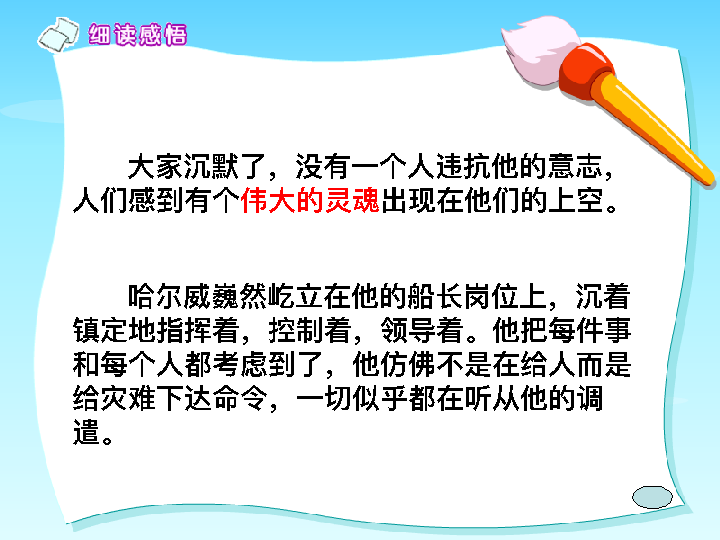 细读感悟
大家沉默了，没有一个人违抗他的意志，
人们感到有个伟大的灵魂出现在他们的上空。
哈尔威巍然屹立在他的船长岗位上，沉着
镇定地指挥着，控制着，领导着。他把每件事
和每个人都考虑到了，他仿佛不是在给人而是
给灾难下达命令，一切似乎都在听从他的调
遣。